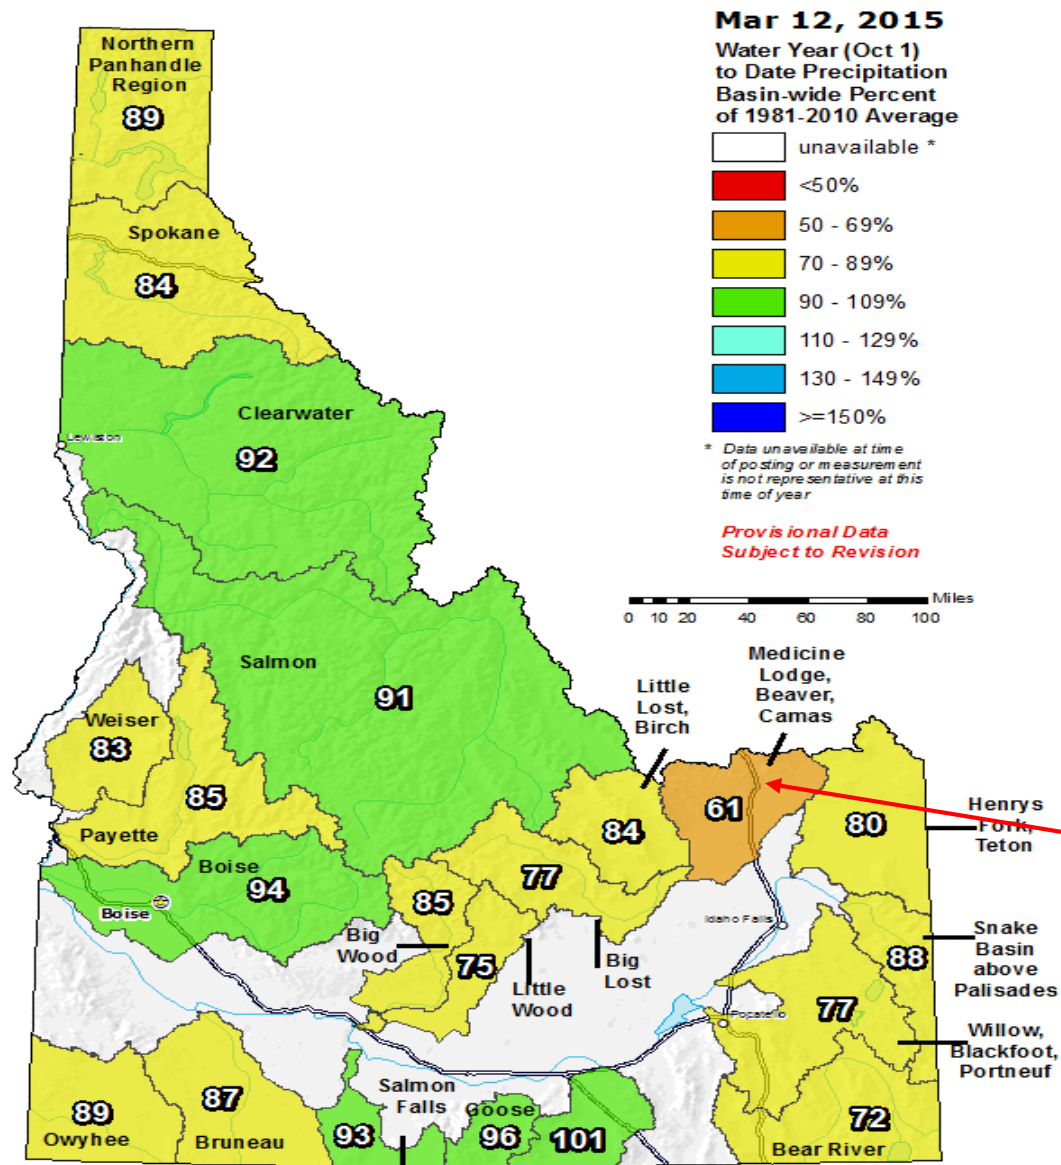 Mar 12, 2015
Water Year (Oct 1)
to Date Precipitation
Basin-wide Percent
of 1981-2010 Average
unavailable *
<50%
50 - 69%
70 - 89%
90 - 109%
110 - 129%
130 - 149%
>=150%
* Data unavailable at time
of posting or measurement
is not representative at this
time of year
Provisional Data
Subject to Revision
Miles
0 10 20 40 60 80 100
Northern
Panhandle
Region
89
Spokane
84
Clearwater
92
Lewiston
Salmon
91
Weiser
83
85
Payette
Boise
94
Boise
Little
Lost,
Birch
84
Medicine
Lodge,
Beaver,
Camas
61
80
Henrys
Fork,
Teton
77
85
Big
Wood
75
Little
Wood
Big
Lost
Idaho Falls
88
Snake
Basin
above
Palisades
77
Pocatello
Willow,
Blackfoot,
Portneuf
89
Owyhee
87
Bruneau
Salmon
Falls
93
Goose
96
101
72
Bear River